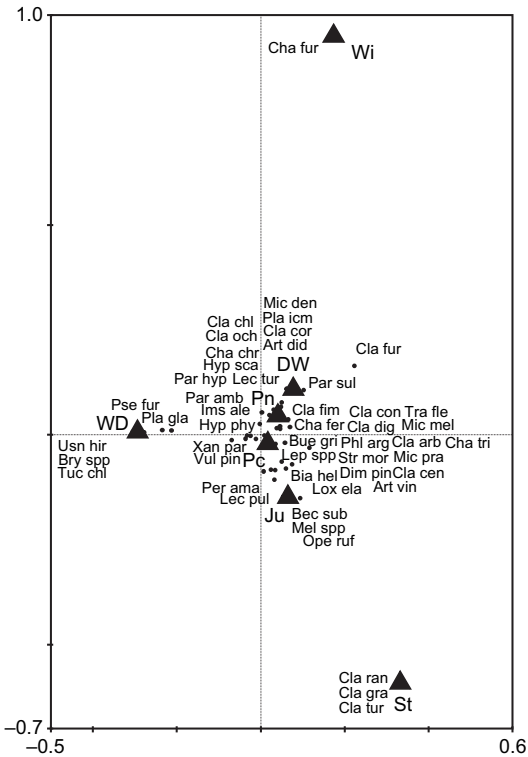 1.0
Cha fur
Wi
Mic den
Cla chl Pla icm
Cla och Cla cor
Art did
Cha chr
Hyp sca DW
Cla fur
Par hyp Lec tur Par sul
Par amb Pn
Pse fur Ims ale Cla fim Cla con Tra fle
WD Pla gla Hyp phy Cha fer Cla dig Mic mel
Usn hir Xan par Bue gri Phl arg Cla arb Cha tri
Bry spp Vul pin Pc Lep spp Str mor Mic pra
Tuc chl Bia hel Dim pin Cla cen
Per ama Lox ela Art vin
Lec pul
Ju Bec sub
Mel spp
Ope ruf
Cla ran
Cla gra
Cla tur St
–0.7
–0.5 0.6